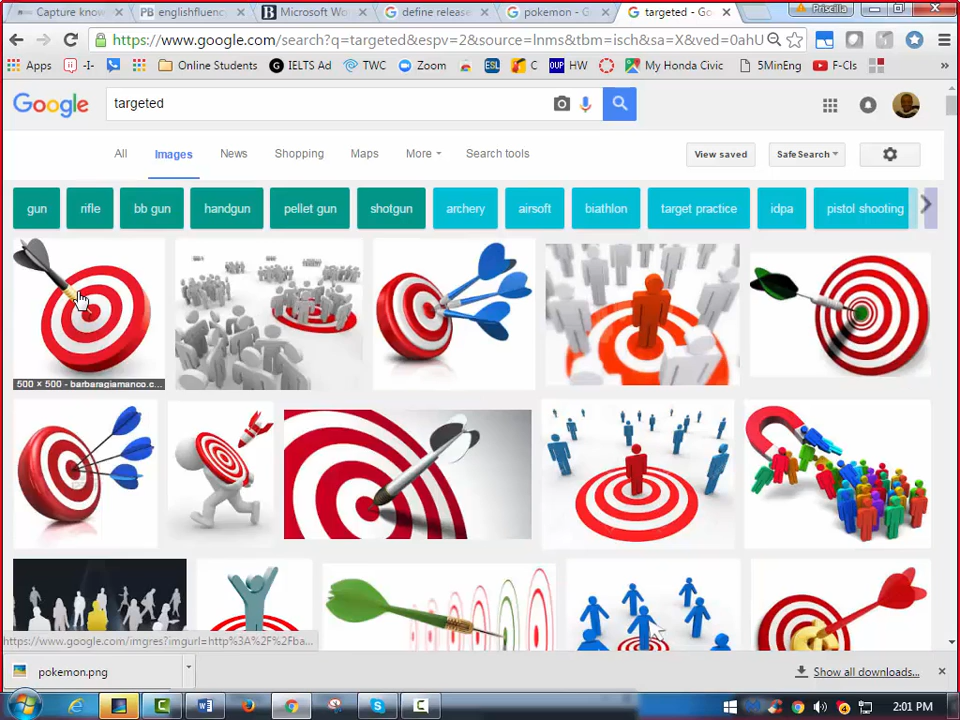 Capture know
englishfluenc
Microsoft Wo
define release
pokemon - G
targeted - Go
Priscilla
https://www.google.com/search?q=targeted&espv=2&source=lnms&tbm=isch&sa=X&ved=0ahU
Apps -I- Online Students IELTS Ad TWC Zoom ESL C OUP HW My Honda Civic 5MinEng F-Cls »
Google targeted
All Images News Shopping Maps More Search tools View saved SafeSearch
gun rifle bb gun handgun pellet gun shotgun archery airsoft biathlon target practice idpa pistol shooting
500 × 500 - barbaragiamanco.c...
https://www.google.com/imgres?imgurl=http%3A%2F%2Fba...
pokemon.png Show all downloads...
2:01 PM